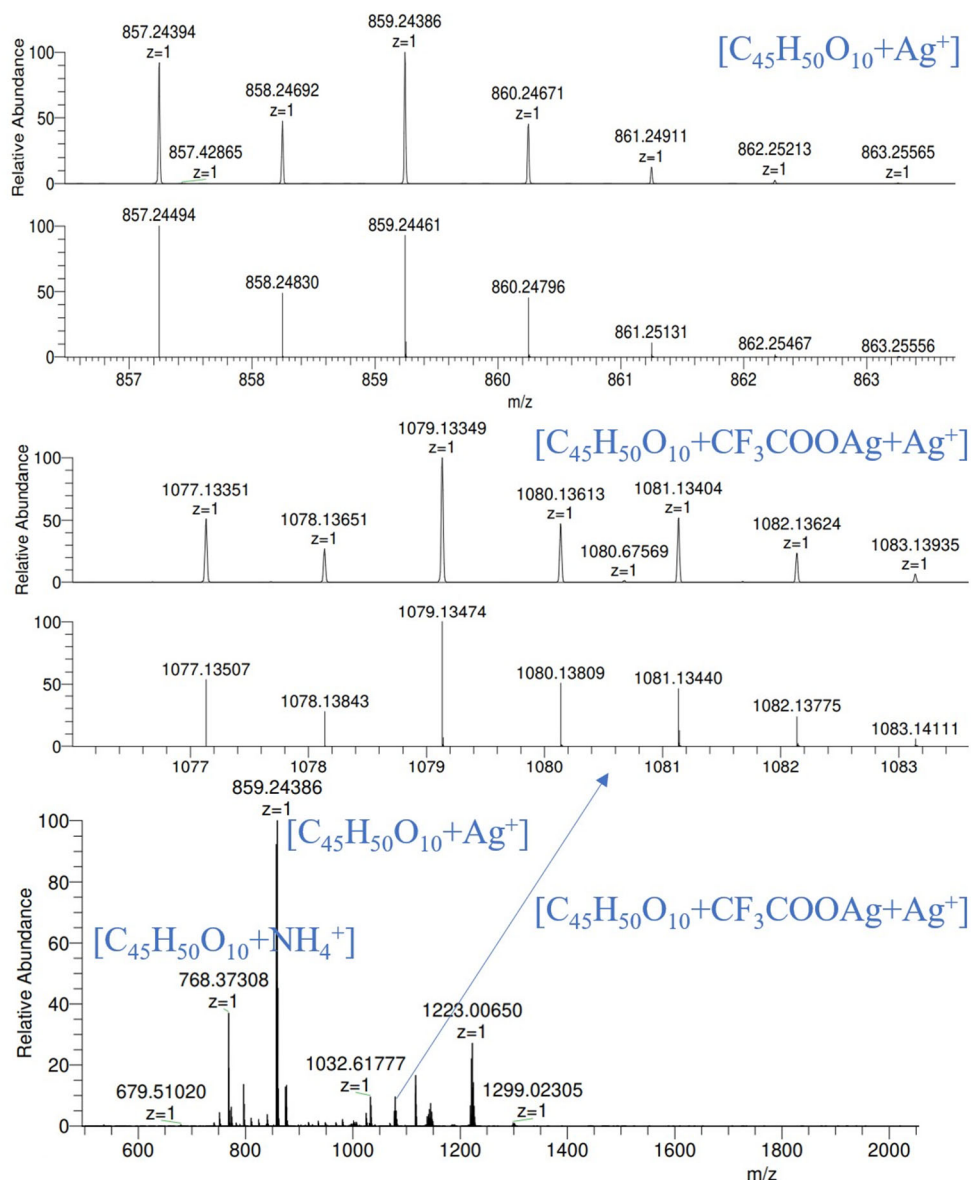 [C₄₅H₅₀O₁₀+Ag⁺]
Relative Abundance
100
50
0
857.24394
z=1
857.42865
z=1
858.24692
z=1
859.24386
z=1
860.24671
z=1
861.24911
z=1
862.25213
z=1
863.25565
z=1
100
50
0
857.24494
858.24830
859.24461
860.24796
861.25131
862.25467
863.25556
857 858 859 860 861 862 863
m/z
[C₄₅H₅₀O₁₀+CF₃COOAg+Ag⁺]
Relative Abundance
100
50
0
1077.13351
z=1
1078.13651
z=1
1079.13349
z=1
1080.13613
z=1
1080.67569
z=1
1081.13404
z=1
1082.13624
z=1
1083.13935
z=1
100
50
0
1077.13507
1078.13843
1079.13474
1080.13809
1081.13440
1082.13775
1083.14111
1077 1078 1079 1080 1081 1082 1083
859.24386
z=1
[C₄₅H₅₀O₁₀+Ag⁺]
[C₄₅H₅₀O₁₀+CF₃COOAg+Ag⁺]
[C₄₅H₅₀O₁₀+NH₄⁺]
Relative Abundance
100
80
60
40
20
0
679.51020
z=1
768.37308
z=1
1032.61777
z=1
1223.00650
z=1
1299.02305
z=1
600 800 1000 1200 1400 1600 1800 2000
m/z